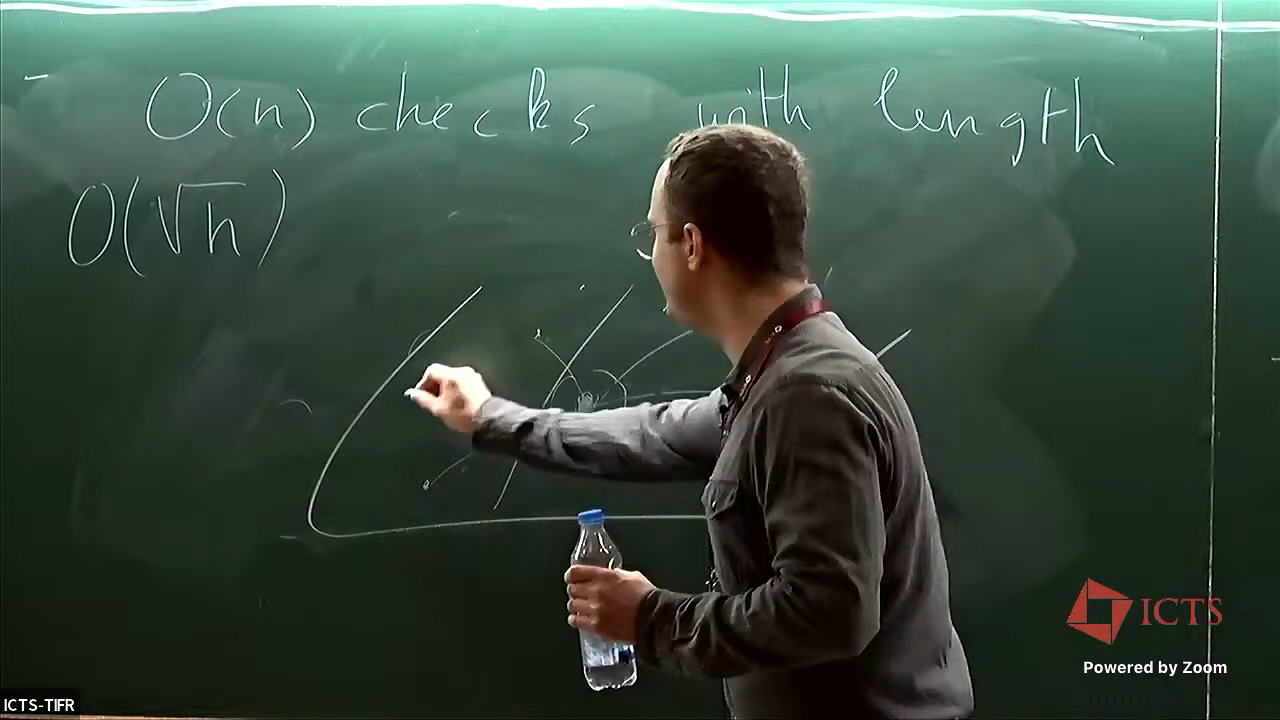 O(n) checks with length
O(√n)
ICTS
Powered by Zoom
ICTS-TIFR